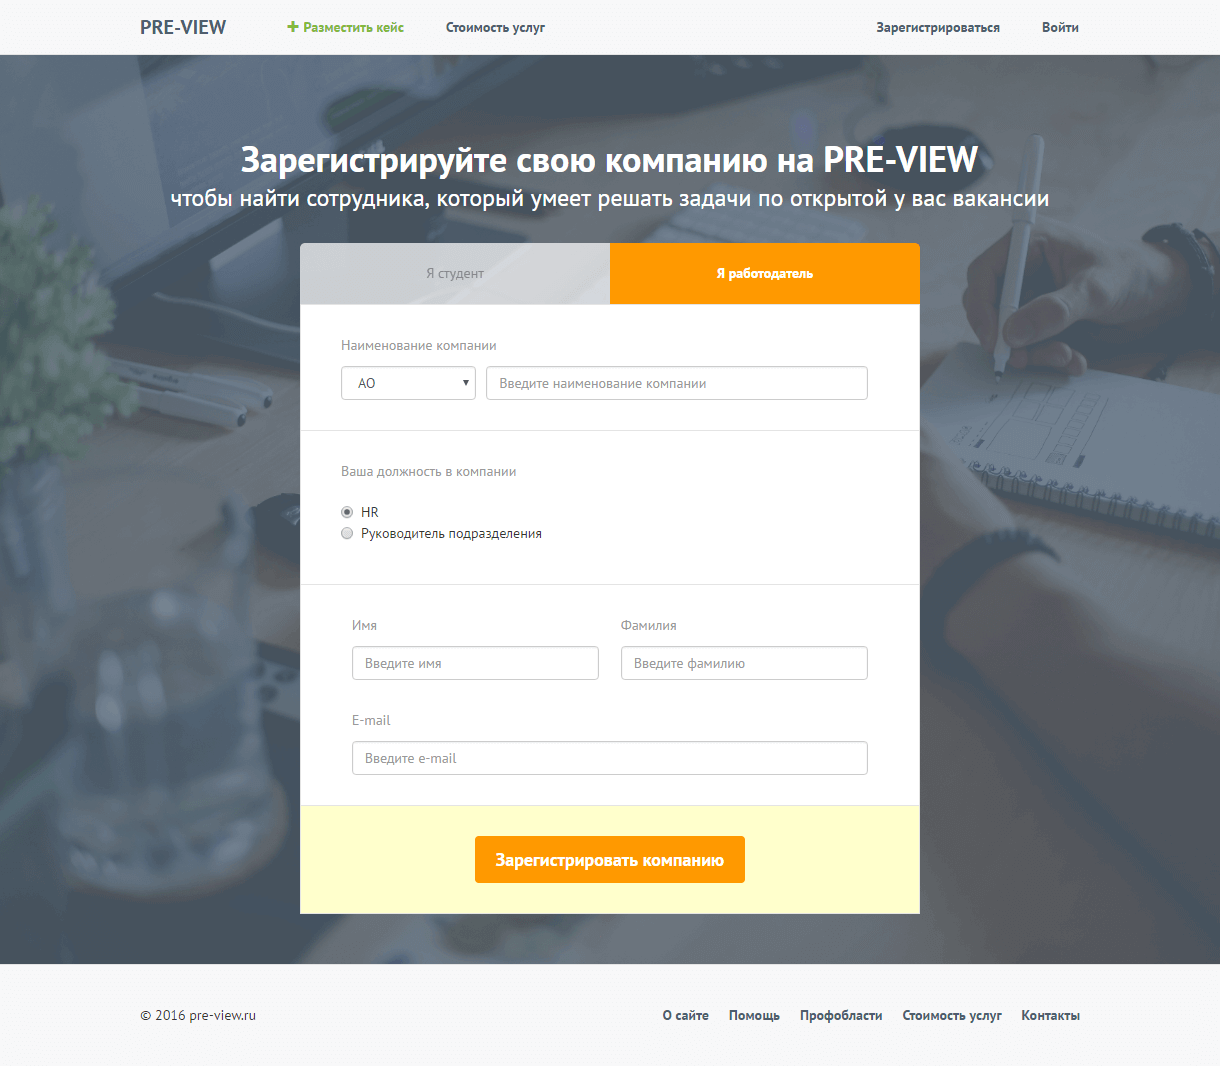 PRE-VIEW
+ Разместить кейс
Стоимость услуг
Зарегистрироваться
Войти
Зарегистрируйте свою компанию на PRE-VIEW
чтобы найти сотрудника, который умеет решать задачи по открытой у вас вакансии
Я студент
Я работодатель
Наименование компании
АО
Введите наименование компании
Ваша должность в компании
HR
Руководитель подразделения
Имя
Фамилия
Введите имя
Введите фамилию
E-mail
Введите e-mail
Зарегистрировать компанию
© 2016 pre-view.ru
О сайте
Помощь
Профобласти
Стоимость услуг
Контакты